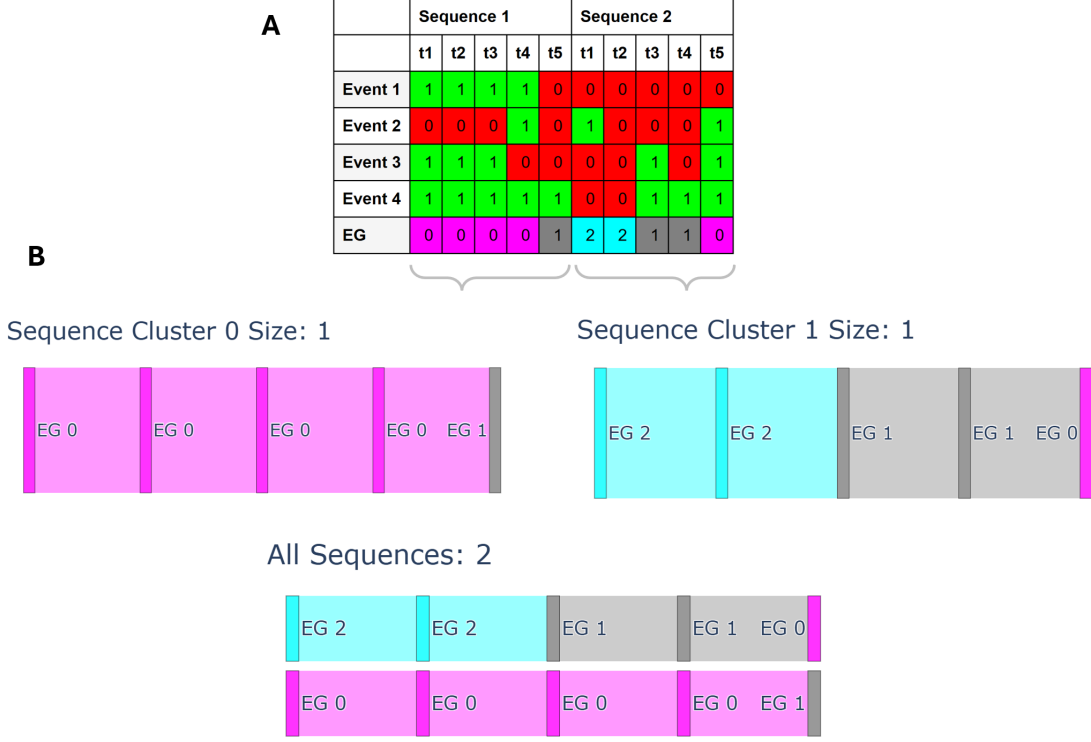 A
Sequence 1 Sequence 2
t1 t2 t3 t4 t5 t1 t2 t3 t4 t5
Event 1 1 1 1 1 0 0 0 0 0 0
Event 2 0 0 0 1 0 1 0 0 0 1
Event 3 1 1 1 0 0 0 0 1 0 1
Event 4 1 1 1 1 1 0 0 1 1 1
EG 0 0 0 0 1 2 2 1 1 0
B
Sequence Cluster 0 Size: 1
EG 0 EG 0 EG 0 EG 0 EG 1
Sequence Cluster 1 Size: 1
EG 2 EG 2 EG 1 EG 1 EG 0
All Sequences: 2
EG 2 EG 2 EG 1 EG 1 EG 0
EG 0 EG 0 EG 0 EG 0 EG 1